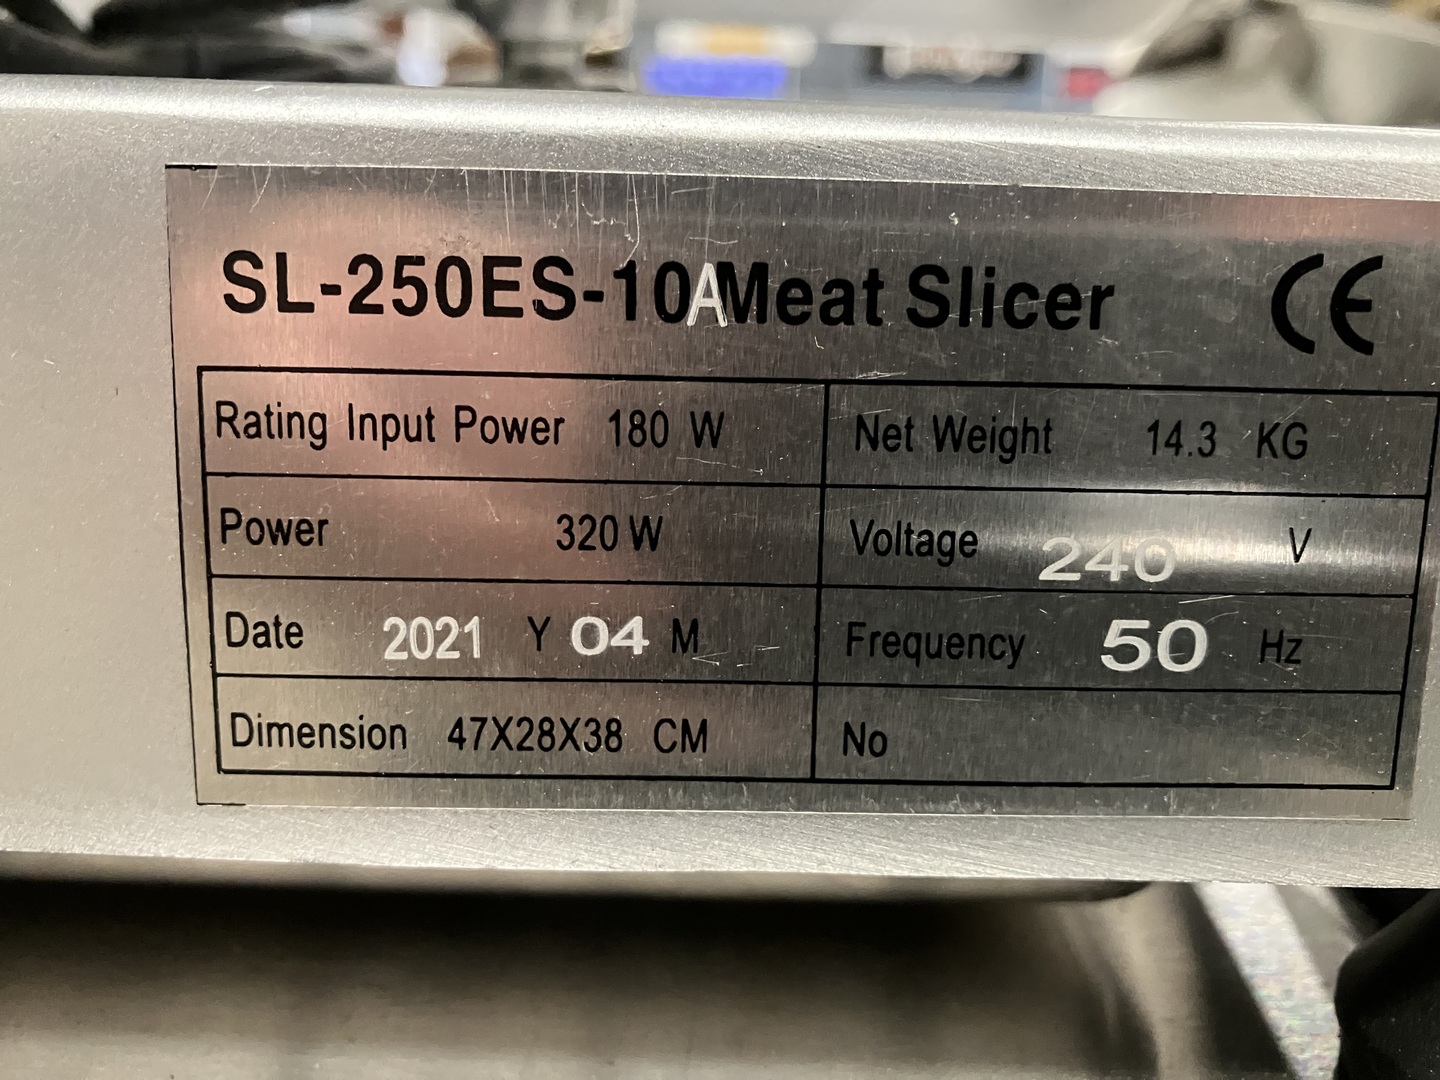 SL-250ES-10A Meat Slicer CE
Rating Input Power 180 W
Net Weight 14.3 KG
Power 320 W
Voltage 240 V
Date 2021 Y 04 M
Frequency 50 Hz
Dimension 47X28X38 CM
No